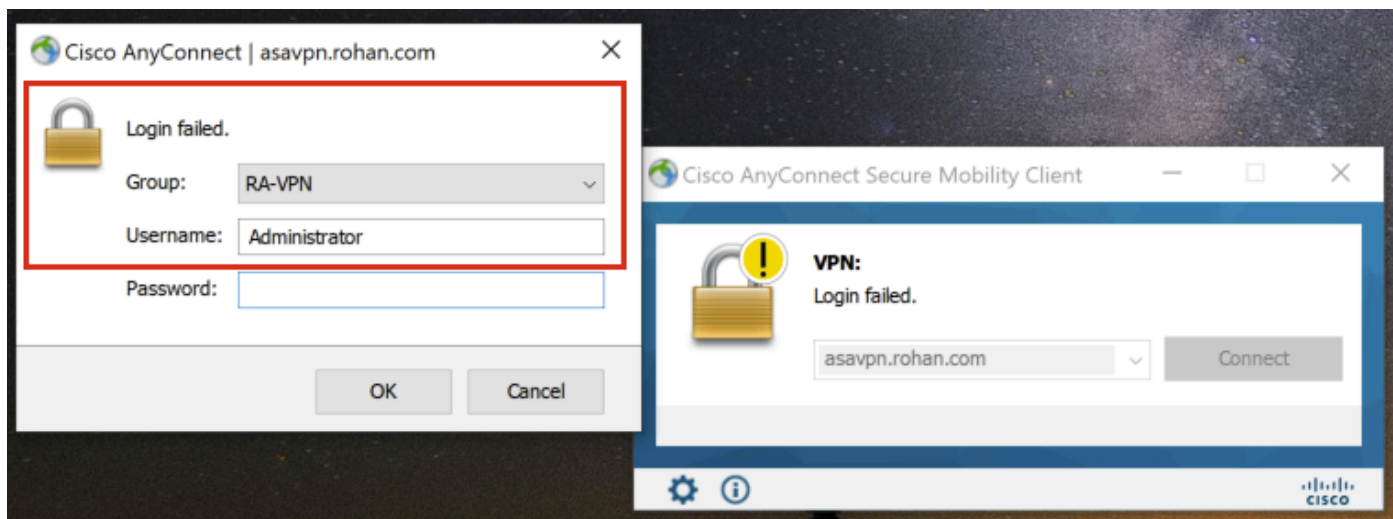 Cisco AnyConnect | asavpn.rohan.com
Login failed.
Group: RA-VPN
Username: Administrator
Password:
OK Cancel
Cisco AnyConnect Secure Mobility Client
VPN:
Login failed.
asavpn.rohan.com Connect
CISCO